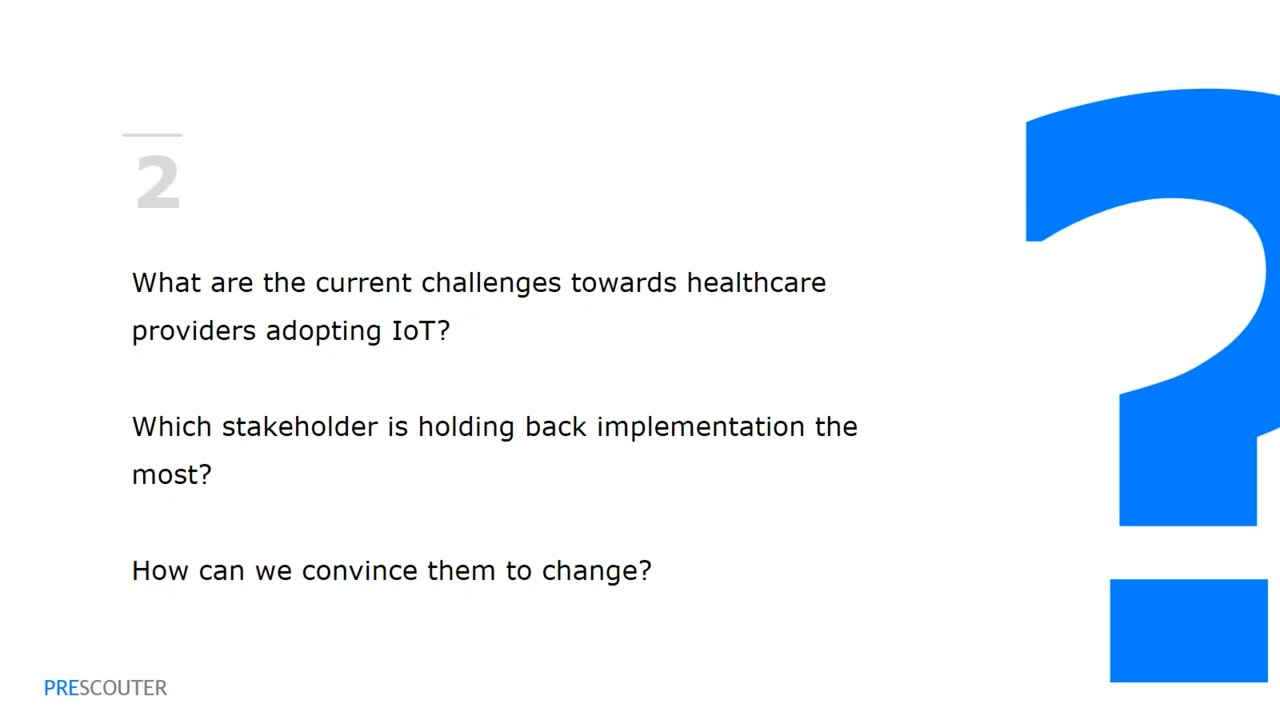 2
What are the current challenges towards healthcare
providers adopting IoT?
Which stakeholder is holding back implementation the
most?
How can we convince them to change?
PRESCOUTER
?